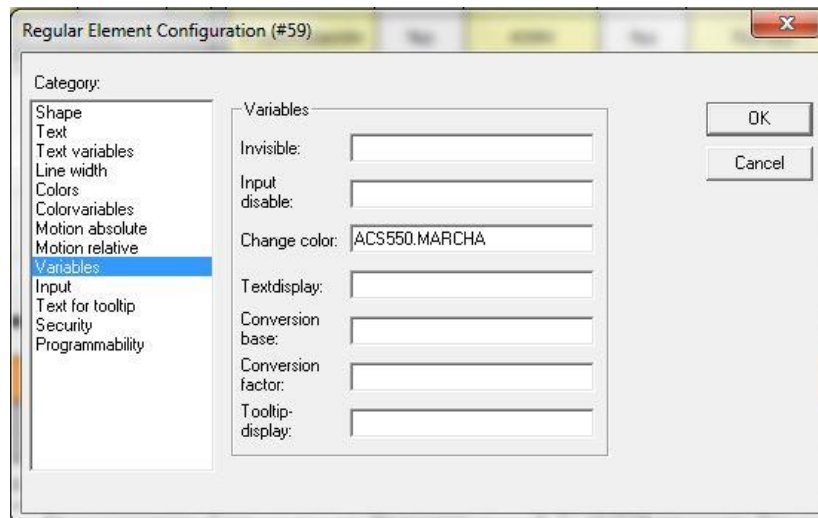 Regular Element Configuration (#59)
Category:
Shape
Text
Text variables
Line width
Colors
Colorvariables
Motion absolute
Motion relative
Variables
Input
Text for tooltip
Security
Programmability
Variables
Invisible:
Input
disable:
Change color: ACS550.MARCHA
Textdisplay:
Conversion
base:
Conversion
factor:
Tooltip-
display:
OK
Cancel